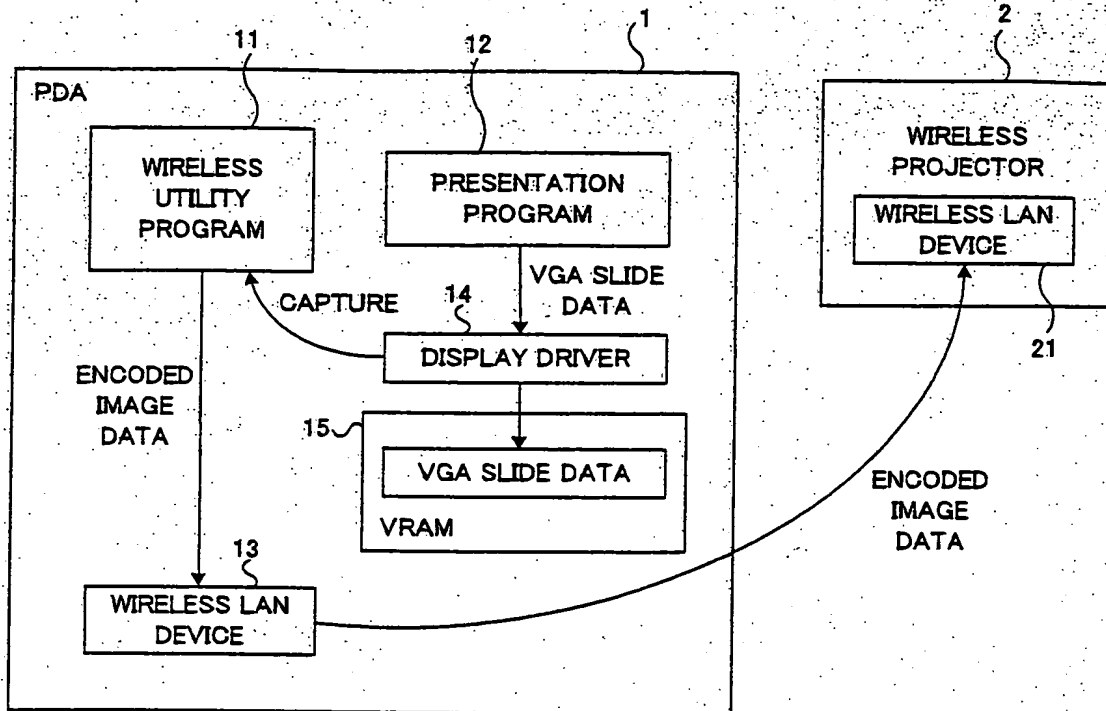 11
1
2
12
PDA
WIRELESS
UTILITY
PROGRAM
PRESENTATION
PROGRAM
WIRELESS
PROJECTOR
WIRELESS LAN
DEVICE
21
VGA SLIDE
DATA
CAPTURE
14
DISPLAY DRIVER
ENCODED
IMAGE
DATA
15
VGA SLIDE DATA
VRAM
ENCODED
IMAGE
DATA
13
WIRELESS LAN
DEVICE